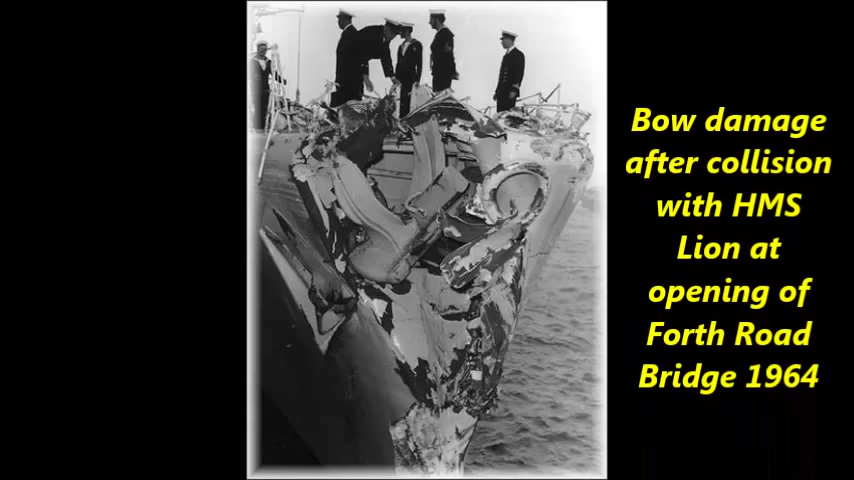 Bow damage
after collision
with HMS
Lion at
opening of
Forth Road
Bridge 1964